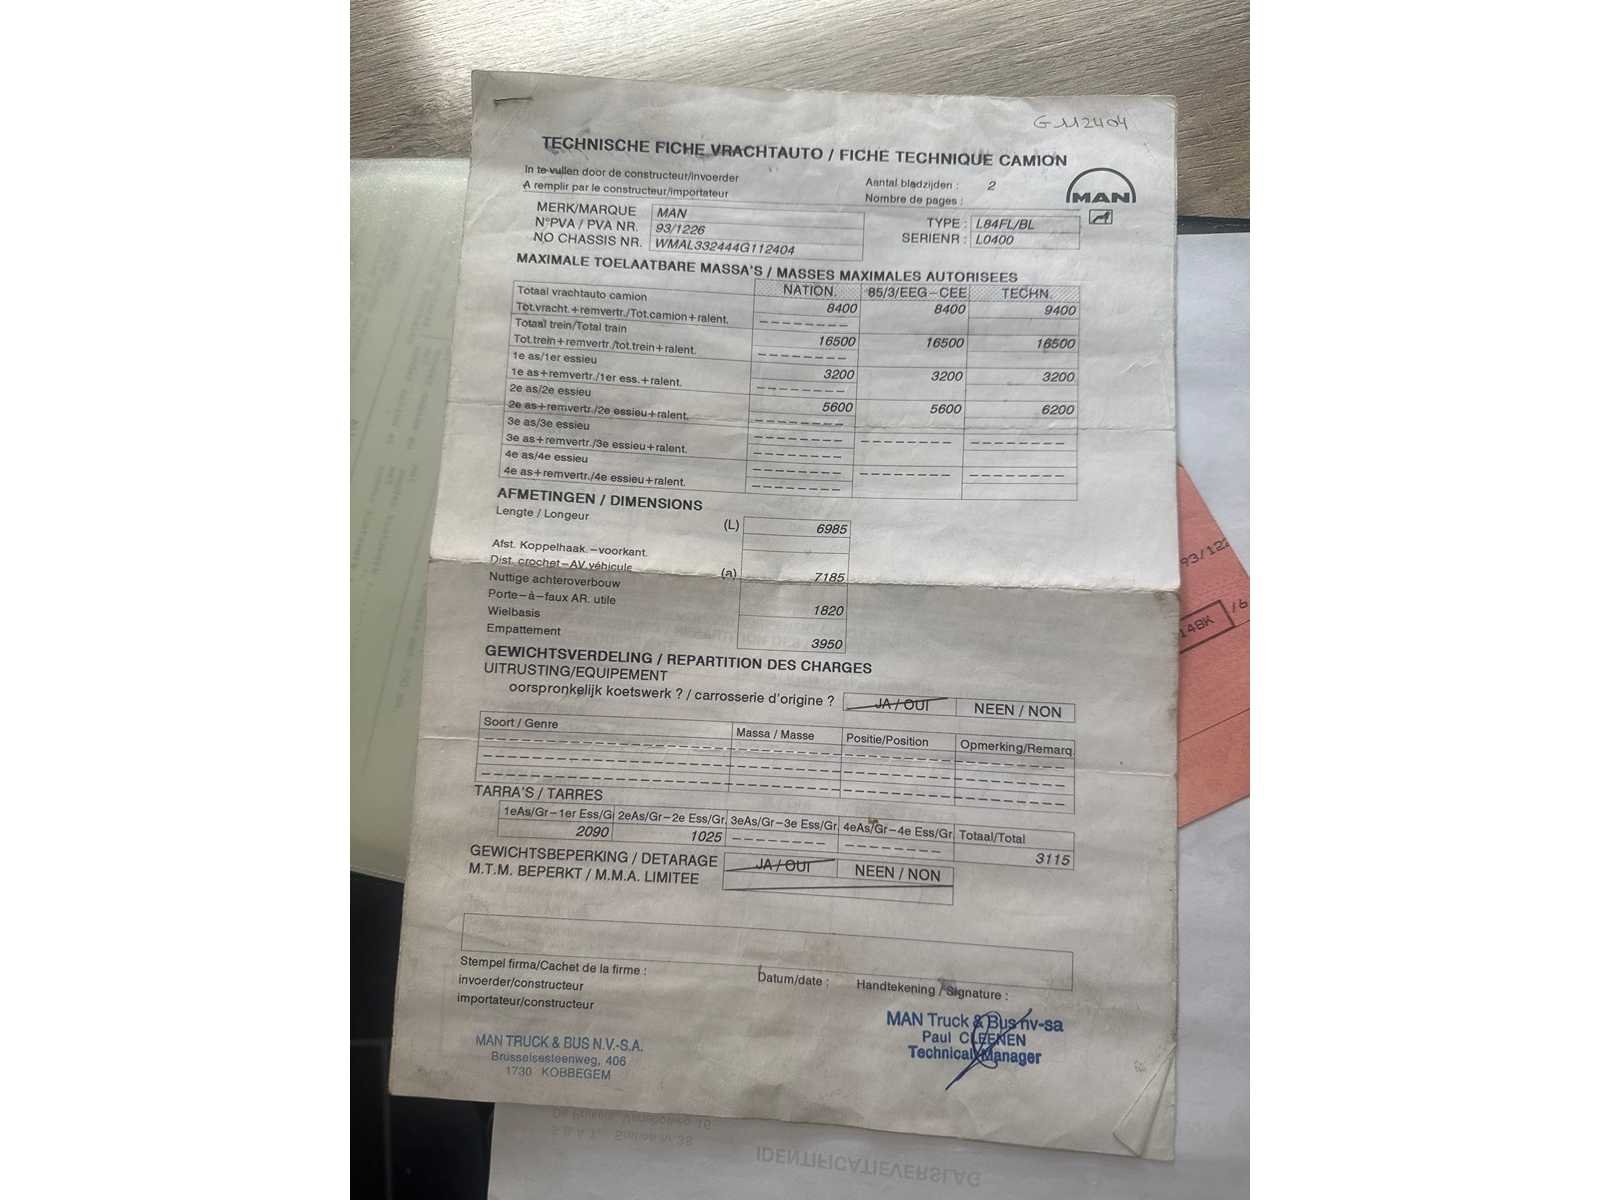 G 112404
TECHNISCHE FICHE VRACHTAUTO / FICHE TECHNIQUE CAMION
In te vullen door de constructeur/invoerder
A remplir par le constructeur/importateur
Aantal bladzijden : 2
Nombre de pages :
MAN
MERK/MARQUE MAN
N°PVA / PVA NR. 93/1226
NO CHASSIS NR. WMAL332444G112404
TYPE : L84FL/BL
SERIENR : L0400
MAXIMALE TOELAATBARE MASSA'S / MASSES MAXIMALES AUTORISEES
NATION. 85/3/EEG-CEE TECHN.
Totaal vrachtauto camion 8400 8400 9400
Tot.vracht.+remvertr./Tot.camion+ralent. --------
Totaal trein/Total train 16500 16500 16500
Tot.trein+remvertr./tot.trein+ralent. --------
1e as/1er essieu 3200 3200 3200
1e as+remvertr./1er ess.+ralent. --------
2e as/2e essieu 5600 5600 6200
2e as+remvertr./2e essieu+ralent. --------
3e as/3e essieu -------- -------- --------
3e as+remvertr./3e essieu+ralent. --------
4e as/4e essieu -------- -------- --------
4e as+remvertr./4e essieu+ralent. --------
AFMETINGEN / DIMENSIONS
Lengte / Longeur (L) 6985
Afst. Koppelhaak.-voorkant.
Dist. crochet-AV véhicule (a) 7185
Nuttige achteroverbouw
Porte-à-faux AR. utile 1820
Wielbasis
Empattement 3950
GEWICHTSVERDELING / REPARTITION DES CHARGES
UITRUSTING/EQUIPEMENT
oorspronkelijk koetswerk ? / carrosserie d'origine ? JA / OUI NEEN / NON
Soort / Genre Massa / Masse Positie/Position Opmerking/Remarq.
TARRA'S / TARRES
1eAs/Gr-1er Ess/G 2eAs/Gr-2e Ess/Gr. 3eAs/Gr-3e Ess/Gr. 4eAs/Gr-4e Ess/Gr. Totaal/Total
2090 1025 -------- -------- 3115
GEWICHTSBEPERKING / DETARAGE JA / OUI NEEN / NON
M.T.M. BEPERKT / M.M.A. LIMITEE
Stempel firma/Cachet de la firme :
invoerder/constructeur
importateur/constructeur
Datum/date :
Handtekening / Signature :
MAN TRUCK & BUS N.V.-S.A.
Brusselsesteenweg, 406
1730 KOBBEGEM
MAN Truck & Bus nv-sa
Paul CLEENEN
Technical Manager
93/122
114BK /6
IDENTIFICATIEVERSLAG